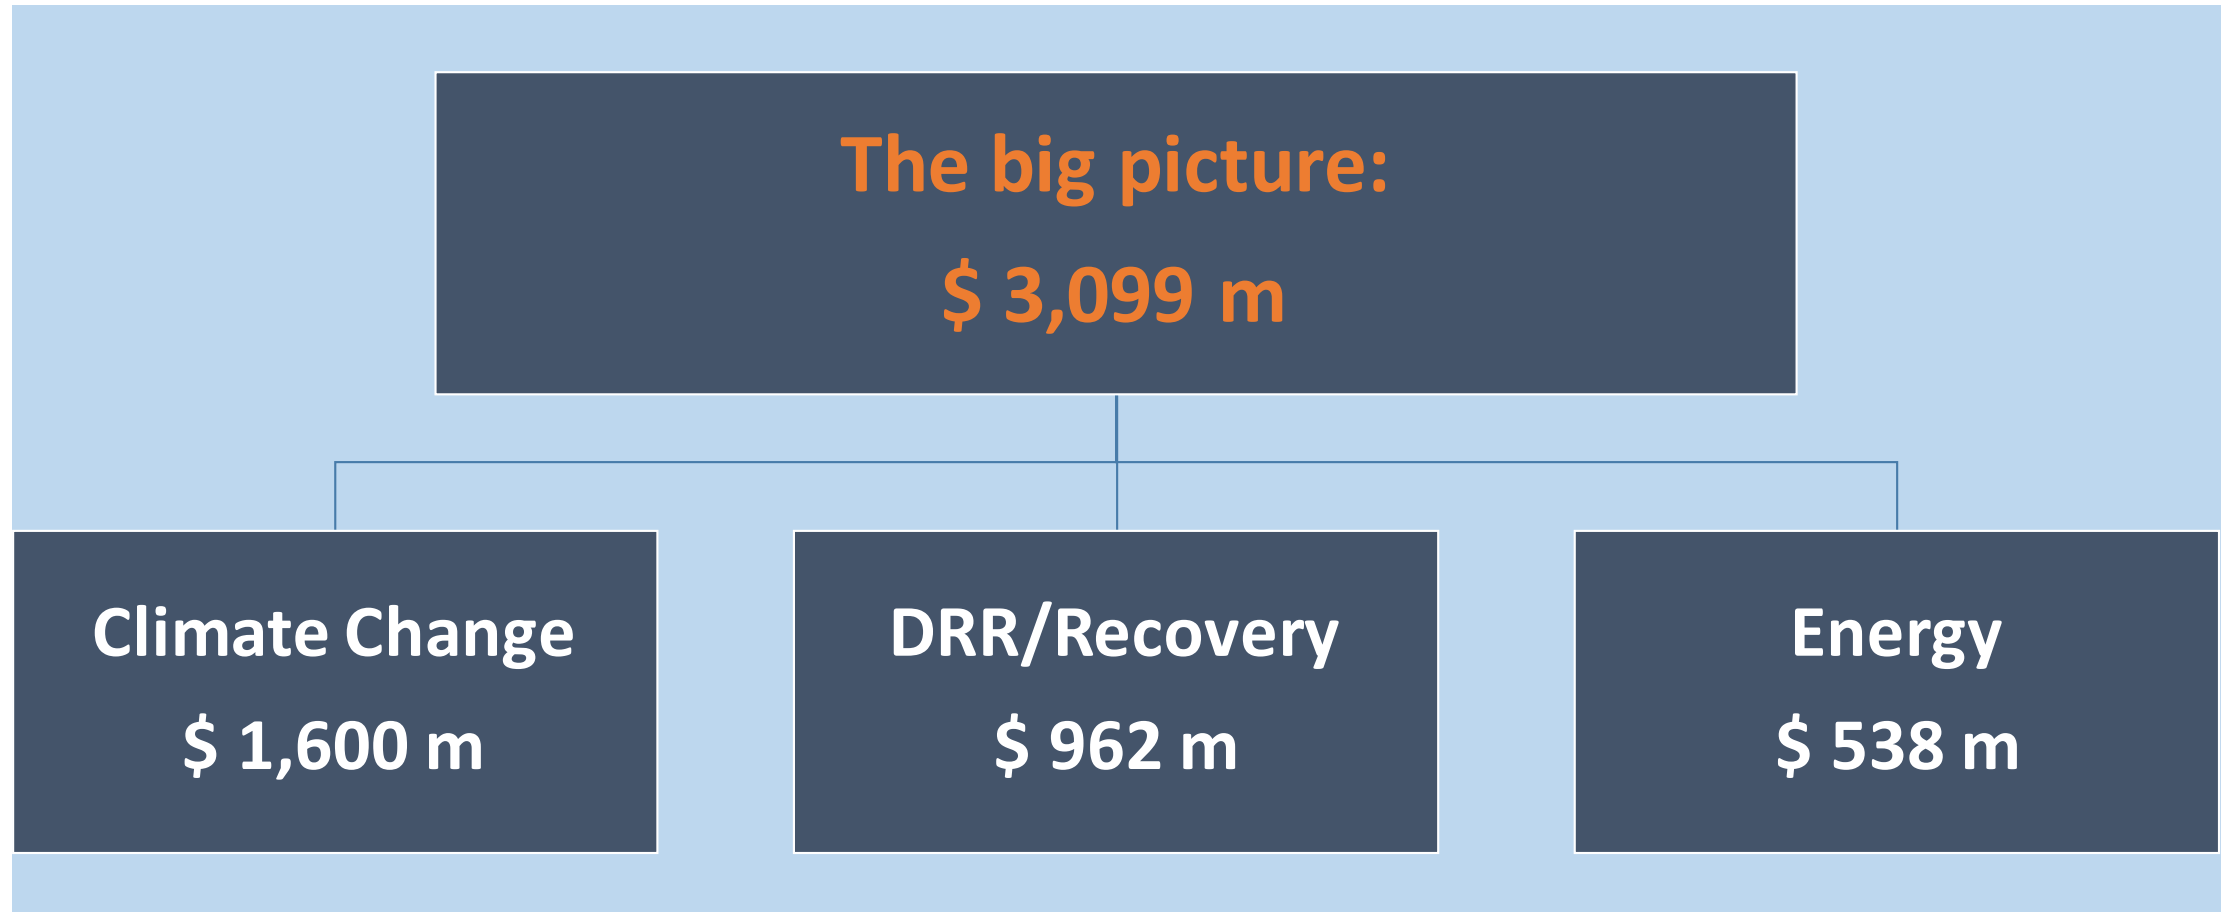 The big picture:
$ 3,099 m
Climate Change
$ 1,600 m
DRR/Recovery
$ 962 m
Energy
$ 538 m